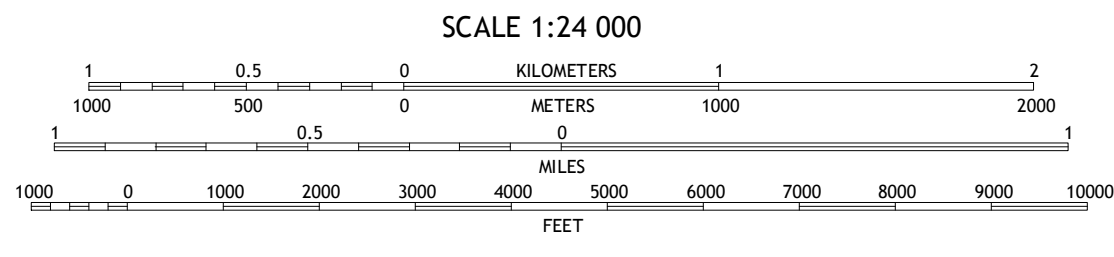 SCALE 1:24 000
1 0.5 0 KILOMETERS 1 2
1000 500 0 METERS 1000 2000
1 0.5 0 1
MILES
1000 0 1000 2000 3000 4000 5000 6000 7000 8000 9000 10000
FEET